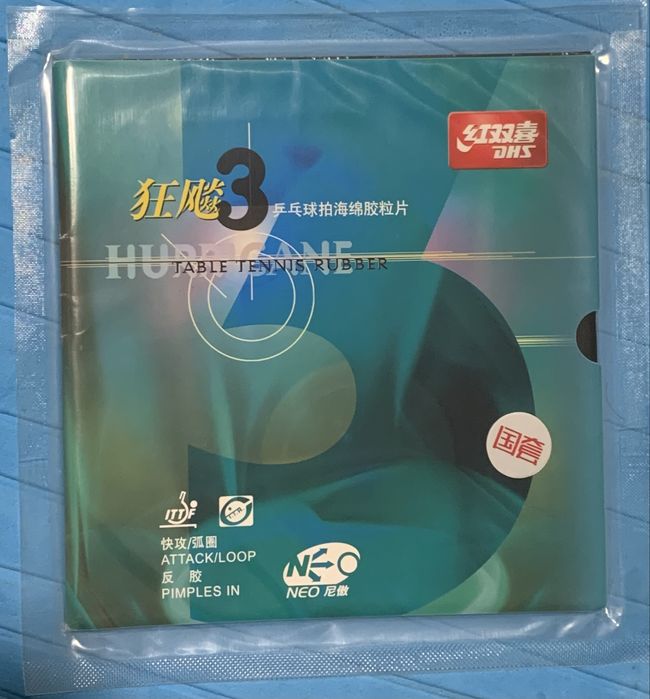 红双喜
DHS
狂飚3
乒乓球拍海绵胶粒片
HURRICANE
TABLE TENNIS RUBBER
国套
ITTF
快攻/弧圈
ATTACK/LOOP
反 胶
PIMPLES IN
NEO
NEO 尼傲